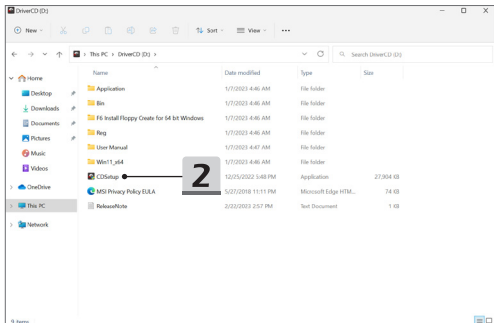 DriverCD (D:)
New Sort View
This PC DriverCD (D:) Search DriverCD (D:)
Name Date modified Type Size
Home
Desktop
Downloads
Documents
Pictures
Music
Videos
OneDrive
This PC
Network
Application 1/7/2023 4:46 AM File folder
Bin 1/7/2023 4:46 AM File folder
F6 Install Floppy Create for 64 bit Windows 1/7/2023 4:46 AM File folder
Reg 1/7/2023 4:46 AM File folder
User Manual 1/7/2023 4:47 AM File folder
Win11_x64 1/7/2023 4:46 AM File folder
CDSetup 2 12/25/2022 5:48 PM Application 27,904 KB
MSI Privacy Policy EULA 5/27/2018 11:11 PM Microsoft Edge HTM... 74 KB
ReleaseNote 2/22/2023 2:57 PM Text Document 1 KB
9 items